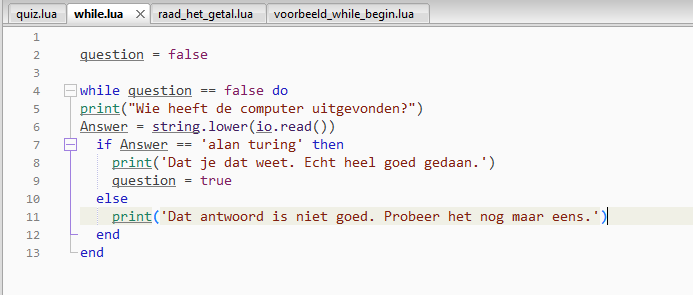 quiz.lua while.lua × raad_het_getal.lua voorbeeld_while_begin.lua
1
2 question = false
3
4 while question == false do
5 print("Wie heeft de computer uitgevonden?")
6 Answer = string.lower(io.read())
7 if Answer == 'alan turing' then
8 print('Dat je dat weet. Echt heel goed gedaan.')
9 question = true
10 else
11 print('Dat antwoord is niet goed. Probeer het nog maar eens.')
12 end
13 end